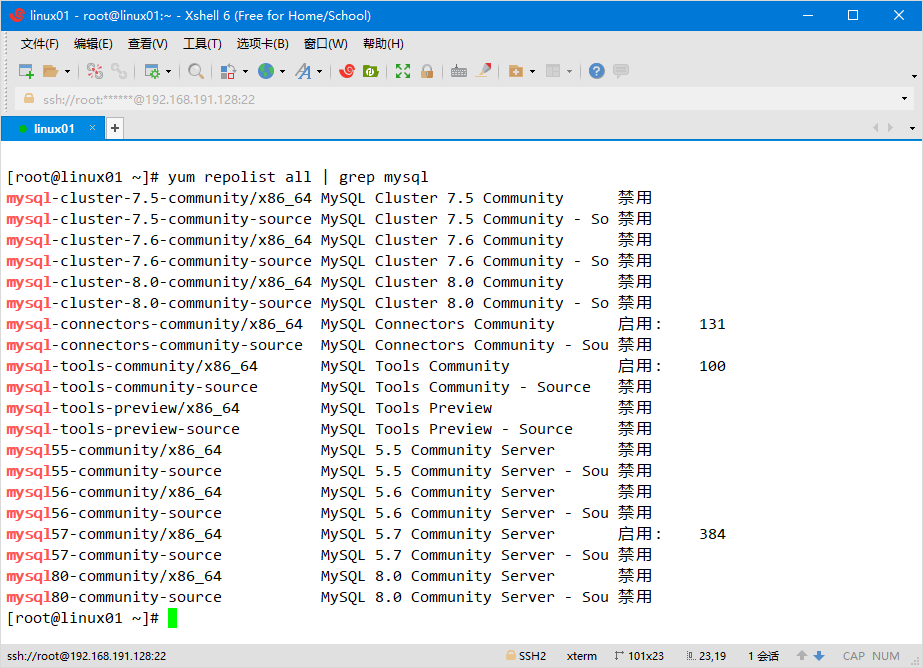 linux01 - root@linux01:~ - Xshell 6 (Free for Home/School)
文件(F) 编辑(E) 查看(V) 工具(T) 选项卡(B) 窗口(W) 帮助(H)
ssh://root:******@192.168.191.128:22
linux01 × +
[root@linux01 ~]# yum repolist all | grep mysql
mysql-cluster-7.5-community/x86_64 MySQL Cluster 7.5 Community 禁用
mysql-cluster-7.5-community-source MySQL Cluster 7.5 Community - So 禁用
mysql-cluster-7.6-community/x86_64 MySQL Cluster 7.6 Community 禁用
mysql-cluster-7.6-community-source MySQL Cluster 7.6 Community - So 禁用
mysql-cluster-8.0-community/x86_64 MySQL Cluster 8.0 Community 禁用
mysql-cluster-8.0-community-source MySQL Cluster 8.0 Community - So 禁用
mysql-connectors-community/x86_64 MySQL Connectors Community 启用: 131
mysql-connectors-community-source MySQL Connectors Community - Sou 禁用
mysql-tools-community/x86_64 MySQL Tools Community 启用: 100
mysql-tools-community-source MySQL Tools Community - Source 禁用
mysql-tools-preview/x86_64 MySQL Tools Preview 禁用
mysql-tools-preview-source MySQL Tools Preview - Source 禁用
mysql55-community/x86_64 MySQL 5.5 Community Server 禁用
mysql55-community-source MySQL 5.5 Community Server - Sou 禁用
mysql56-community/x86_64 MySQL 5.6 Community Server 禁用
mysql56-community-source MySQL 5.6 Community Server - Sou 禁用
mysql57-community/x86_64 MySQL 5.7 Community Server 启用: 384
mysql57-community-source MySQL 5.7 Community Server - Sou 禁用
mysql80-community/x86_64 MySQL 8.0 Community Server 禁用
mysql80-community-source MySQL 8.0 Community Server - Sou 禁用
[root@linux01 ~]#
ssh://root@192.168.191.128:22 SSH2 xterm 101x23 23,19 1 会话 CAP NUM